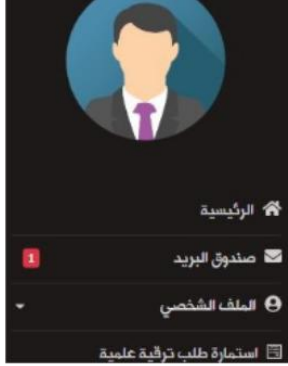 الرئيسية
صندوق البريد 1
الملف الشخصي
استمارة طلب ترقية علمية